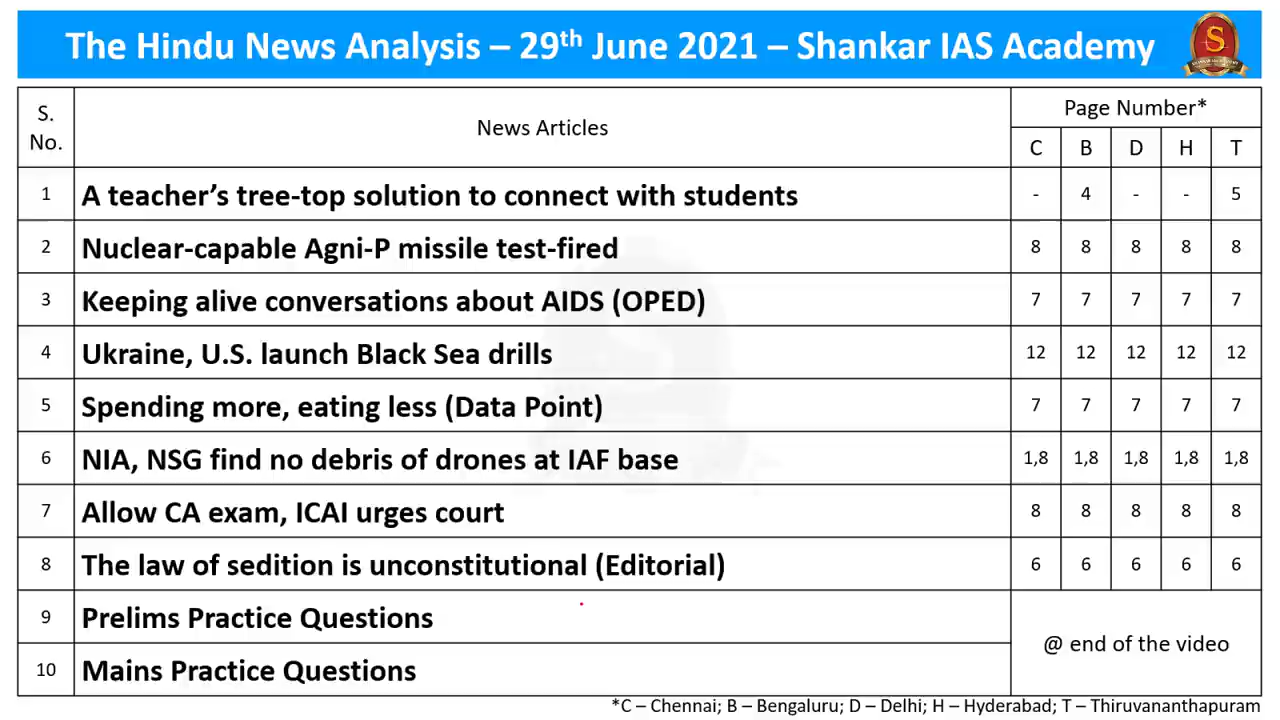 The Hindu News Analysis – 29th June 2021 – Shankar IAS Academy
S. No. News Articles Page Number*
C B D H T
1 A teacher's tree-top solution to connect with students - 4 - - 5
2 Nuclear-capable Agni-P missile test-fired 8 8 8 8 8
3 Keeping alive conversations about AIDS (OPED) 7 7 7 7 7
4 Ukraine, U.S. launch Black Sea drills 12 12 12 12 12
5 Spending more, eating less (Data Point) 7 7 7 7 7
6 NIA, NSG find no debris of drones at IAF base 1,8 1,8 1,8 1,8 1,8
7 Allow CA exam, ICAI urges court 8 8 8 8 8
8 The law of sedition is unconstitutional (Editorial) 6 6 6 6 6
9 Prelims Practice Questions
@ end of the video
10 Mains Practice Questions
*C – Chennai; B – Bengaluru; D – Delhi; H – Hyderabad; T – Thiruvananthapuram